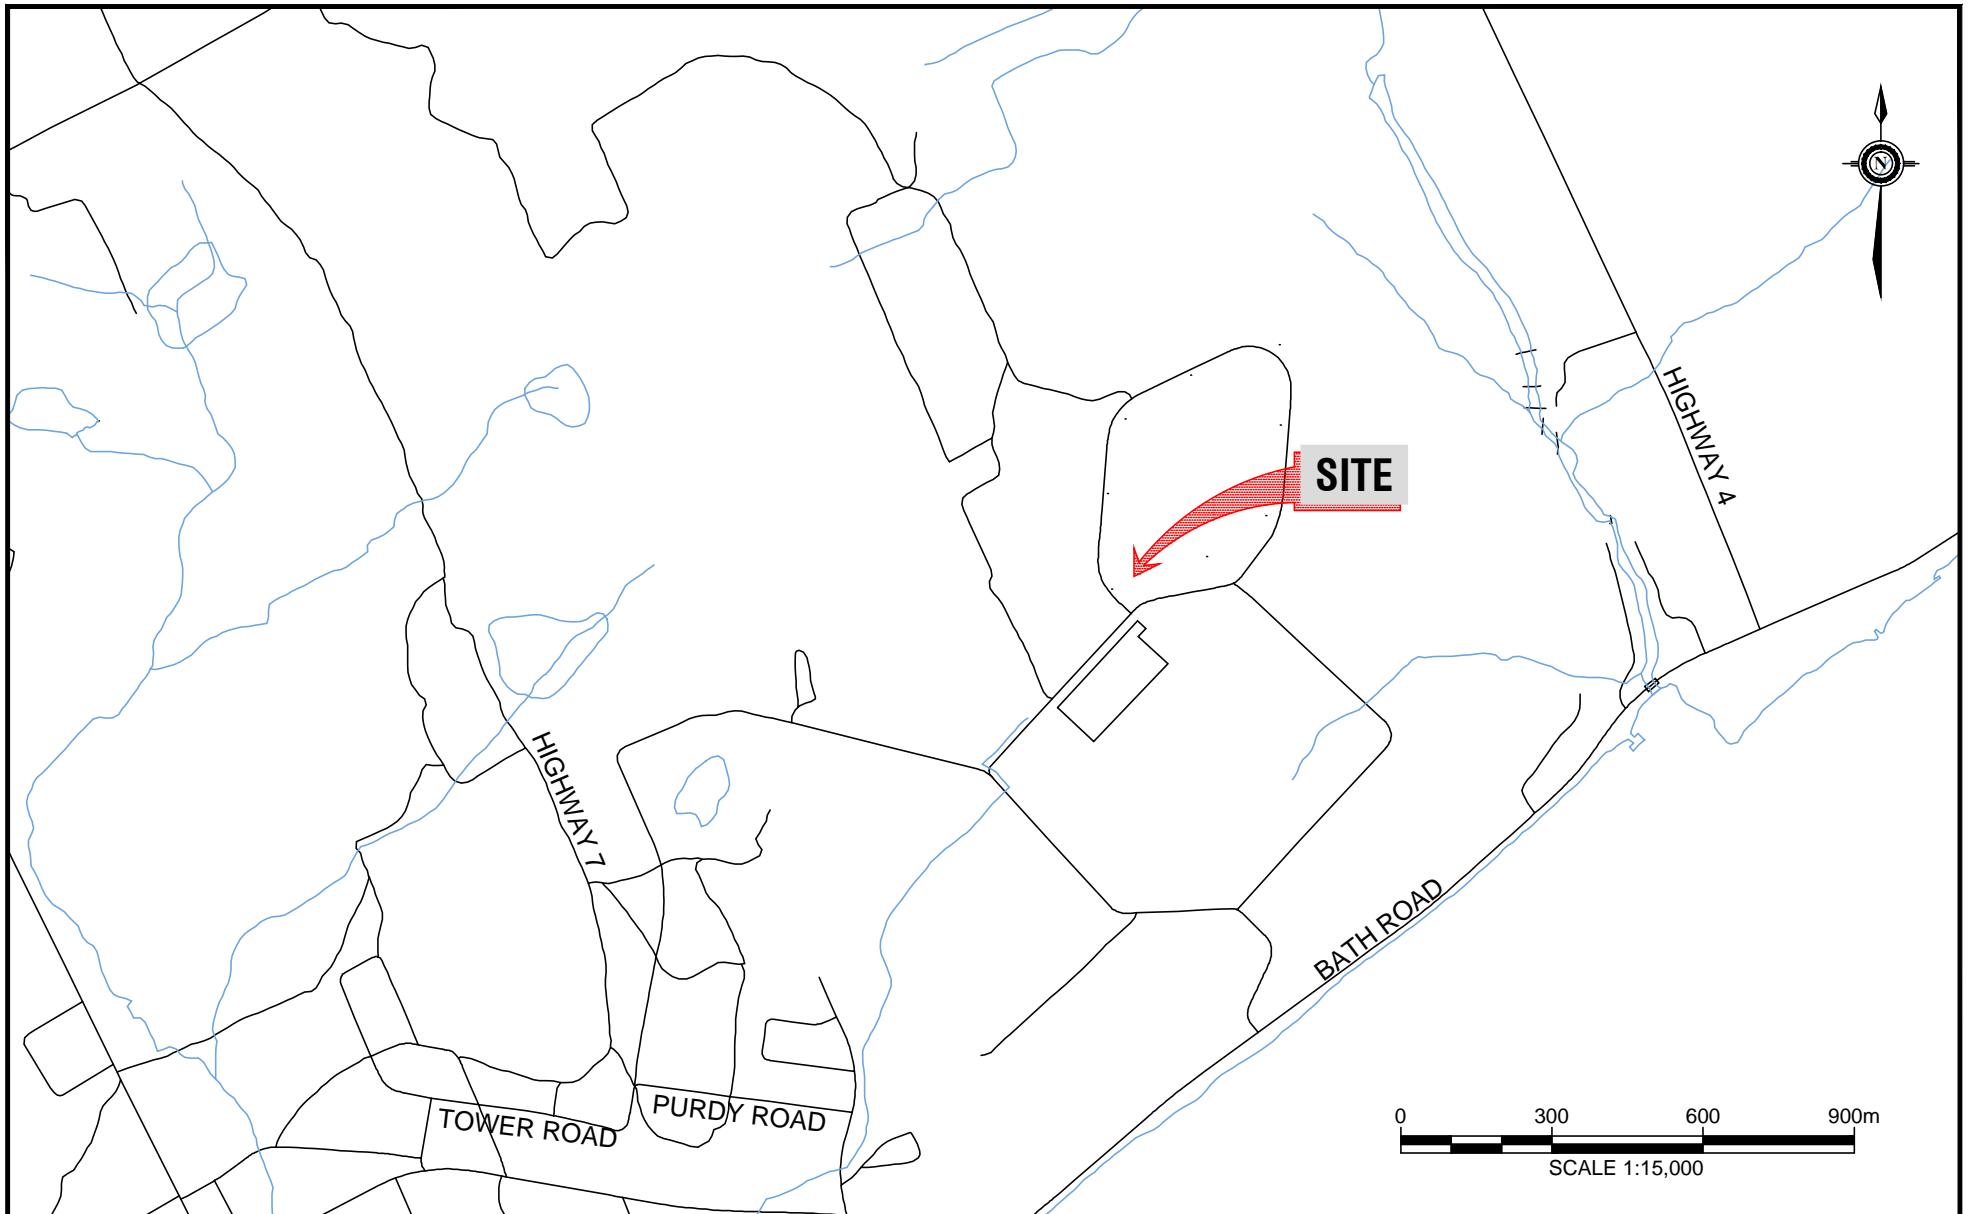 N
HIGHWAY 4
SITE
HIGHWAY 7
BATH ROAD
PURDY ROAD
TOWER ROAD
0 300 600 900m
SCALE 1:15,000